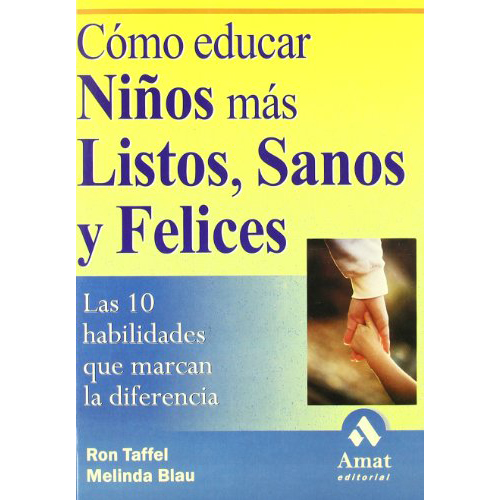 Cómo educar
Niños más
Listos, Sanos
y Felices
Las 10
habilidades
que marcan
la diferencia
Ron Taffel
Melinda Blau
Amat
editorial